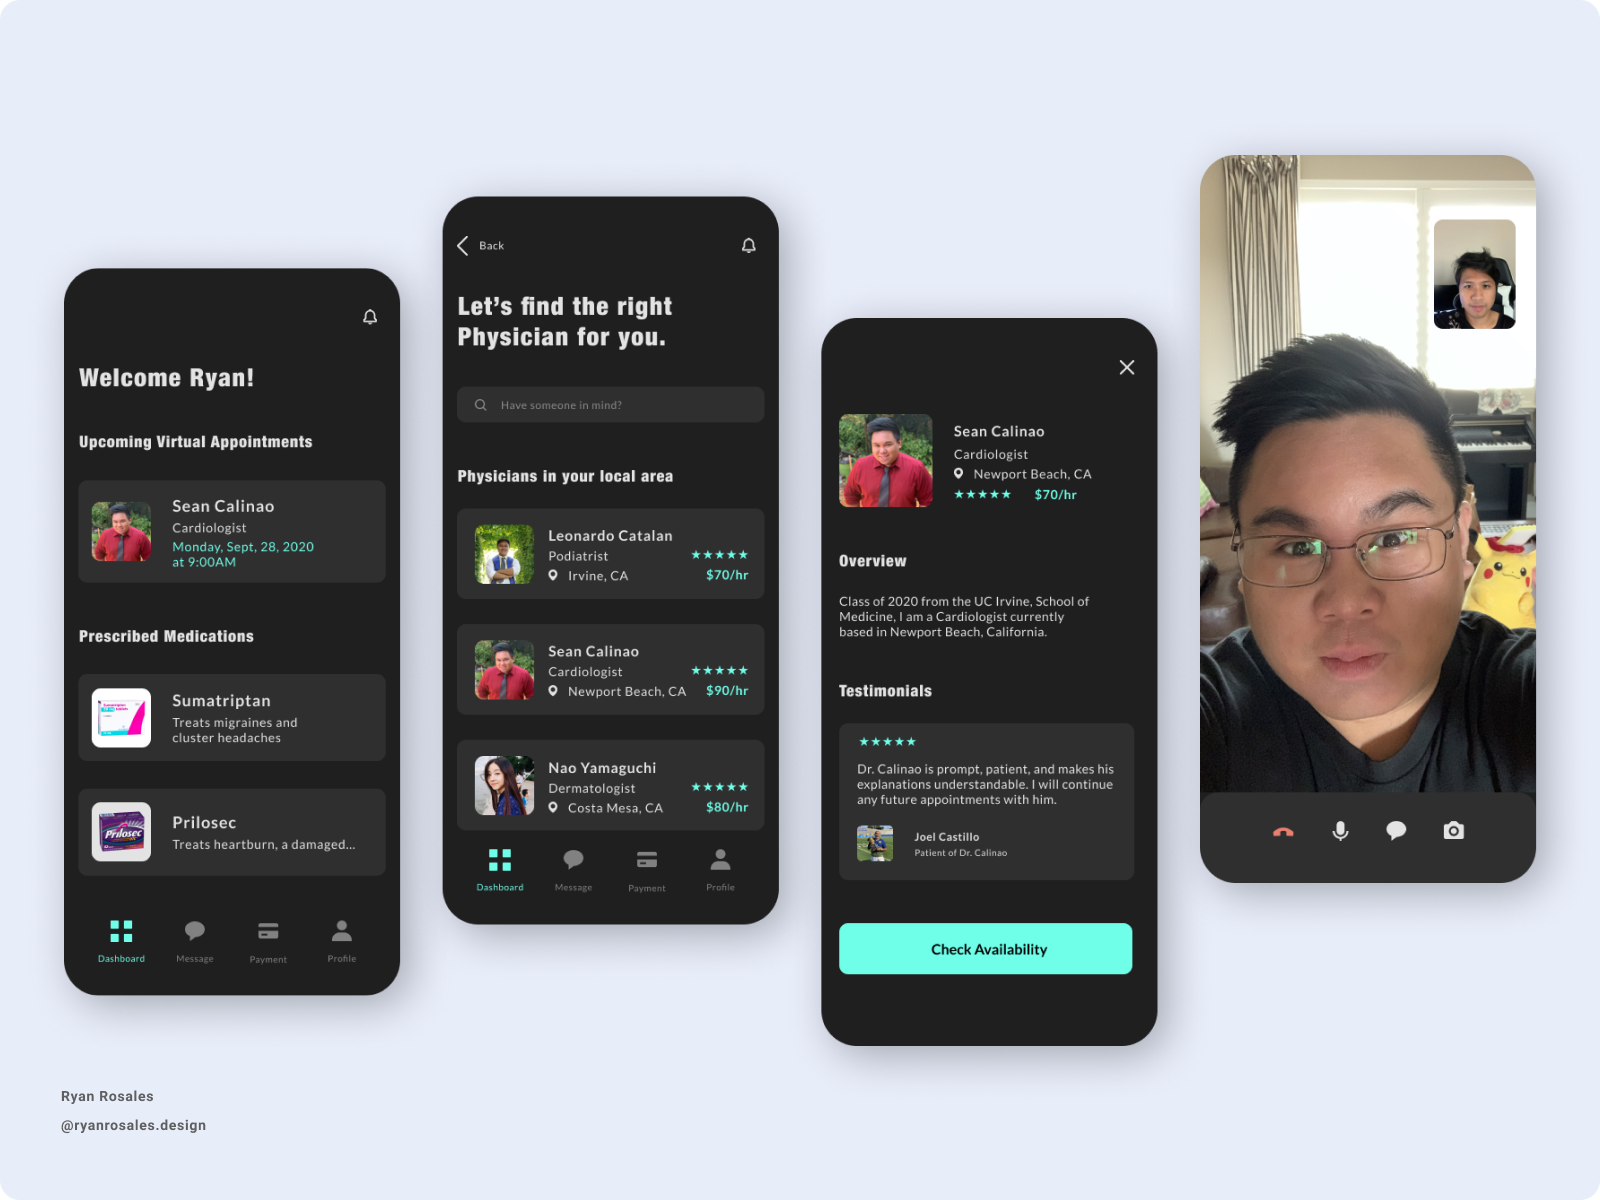 Welcome Ryan!
Upcoming Virtual Appointments
Sean Calinao
Cardiologist
Monday, Sept, 28, 2020
at 9:00AM
Prescribed Medications
Sumatriptan
Treats migraines and
cluster headaches
Prilosec
Prilosec
Treats heartburn, a damaged...
Dashboard
Message
Payment
Profile
Back
Let's find the right
Physician for you.
Have someone in mind?
Physicians in your local area
Leonardo Catalan
Podiatrist
★★★★★
Irvine, CA
$70/hr
Sean Calinao
Cardiologist
★★★★★
Newport Beach, CA
$90/hr
Nao Yamaguchi
Dermatologist
★★★★★
Costa Mesa, CA
$80/hr
Dashboard
Message
Payment
Profile
Sean Calinao
Cardiologist
Newport Beach, CA
★★★★★ $70/hr
Overview
Class of 2020 from the UC Irvine, School of
Medicine, I am a Cardiologist currently
based in Newport Beach, California.
Testimonials
★★★★★
Dr. Calinao is prompt, patient, and makes his
explanations understandable. I will continue
any future appointments with him.
Joel Castillo
Patient of Dr. Calinao
Check Availability
Ryan Rosales
@ryanrosales.design